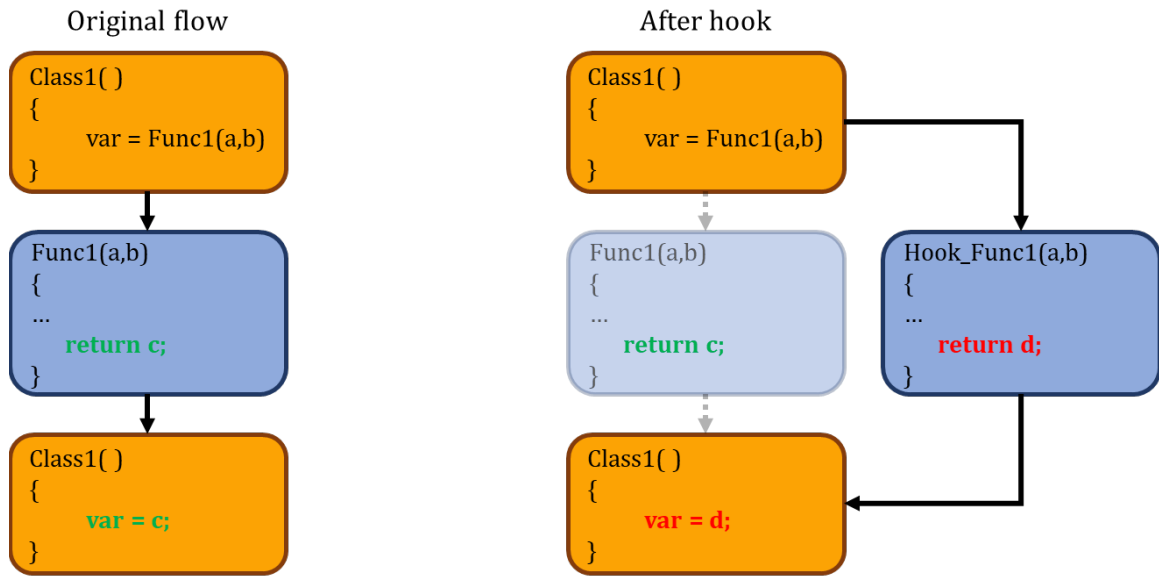 Original flow
Class1( )
{
var = Func1(a,b)
}
Func1(a,b)
{
...
return c;
}
Class1( )
{
var = c;
}
After hook
Class1( )
{
var = Func1(a,b)
}
Func1(a,b)
{
...
return c;
}
Hook_Func1(a,b)
{
...
return d;
}
Class1( )
{
var = d;
}